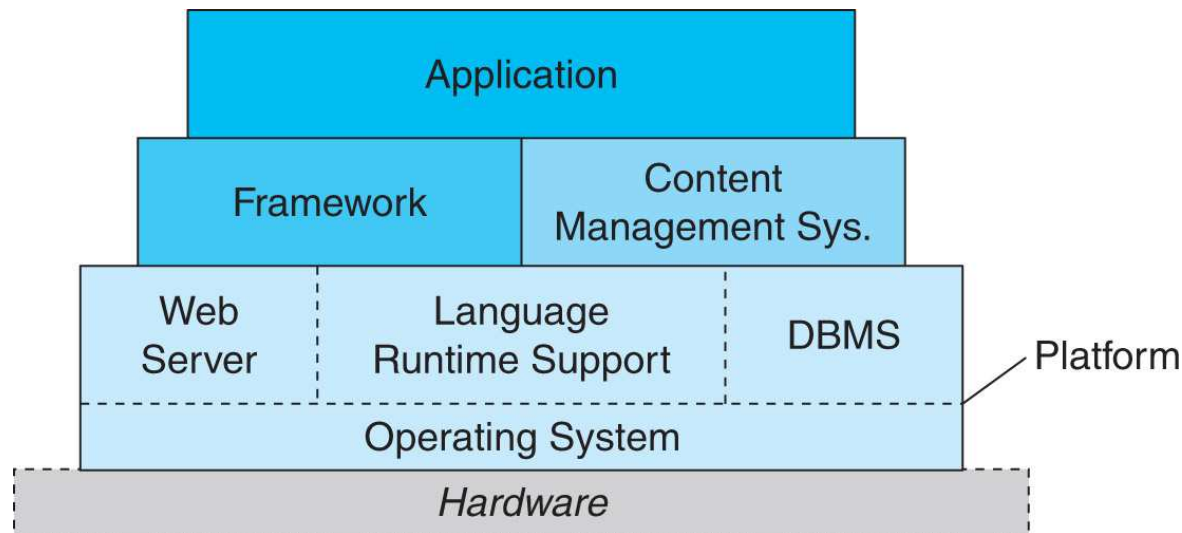 Application
Framework
Content
Management Sys.
Web
Server
Language
Runtime Support
DBMS
Platform
Operating System
Hardware